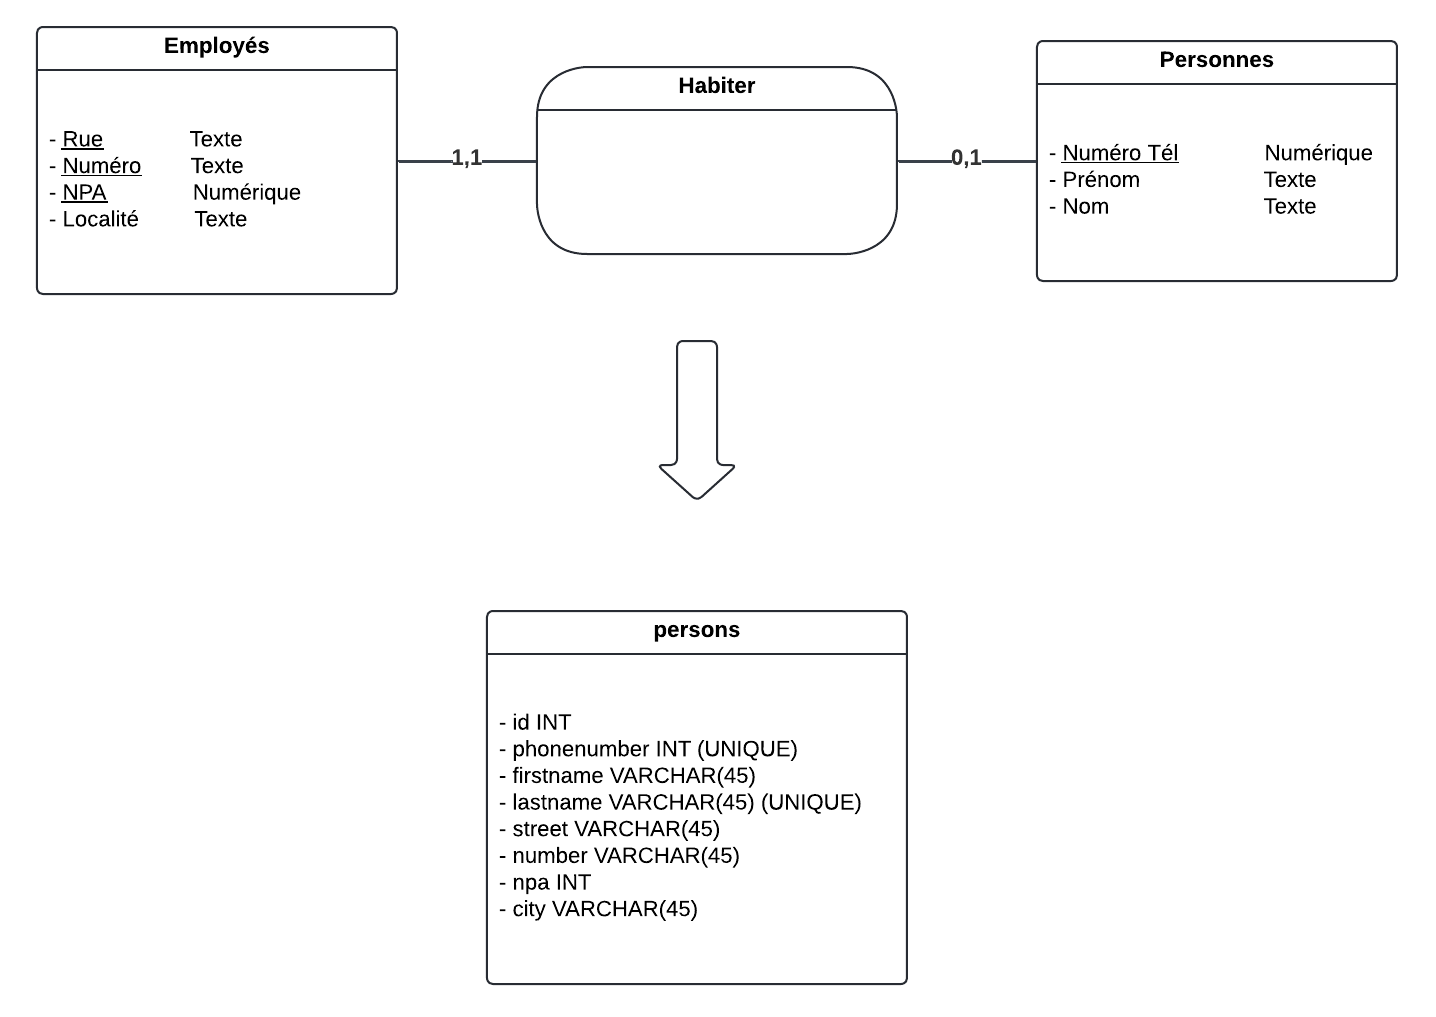 Employés
- Rue Texte
- Numéro Texte
- NPA Numérique
- Localité Texte
1,1
Habiter
0,1
Personnes
- Numéro Tél Numérique
- Prénom Texte
- Nom Texte
persons
- id INT
- phonenumber INT (UNIQUE)
- firstname VARCHAR(45)
- lastname VARCHAR(45) (UNIQUE)
- street VARCHAR(45)
- number VARCHAR(45)
- npa INT
- city VARCHAR(45)